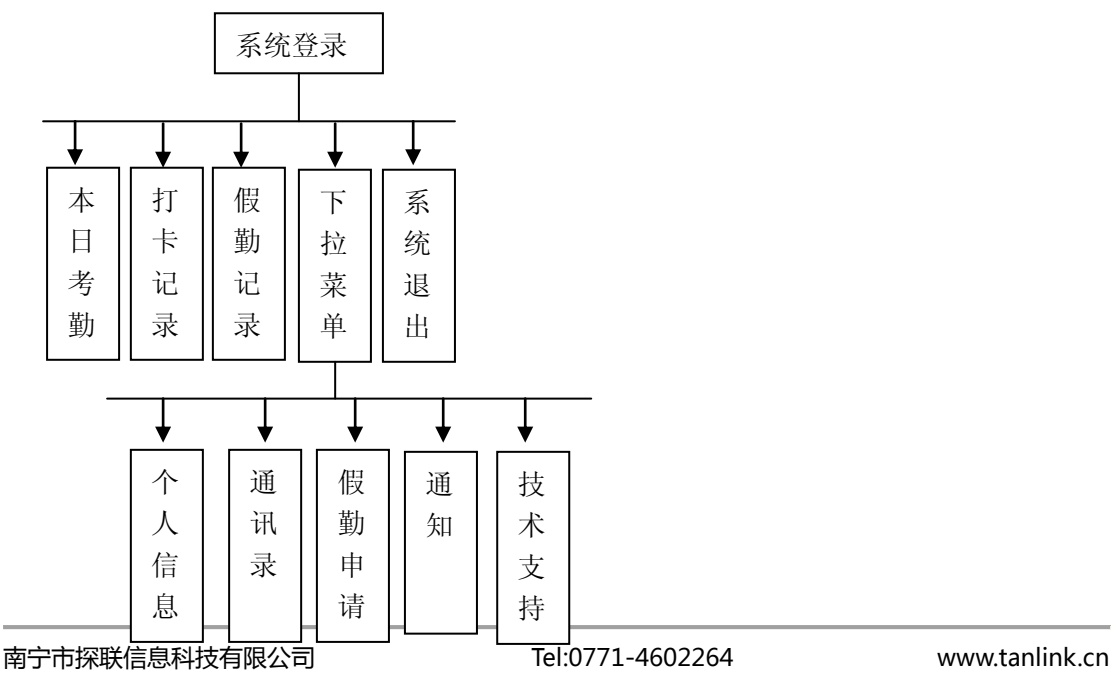 系统登录
本日考勤
打卡记录
假勤记录
下拉菜单
系统退出
个人信息
通讯录
假勤申请
通知
技术支持
南宁市探联信息科技有限公司 Tel:0771-4602264 www.tanlink.cn